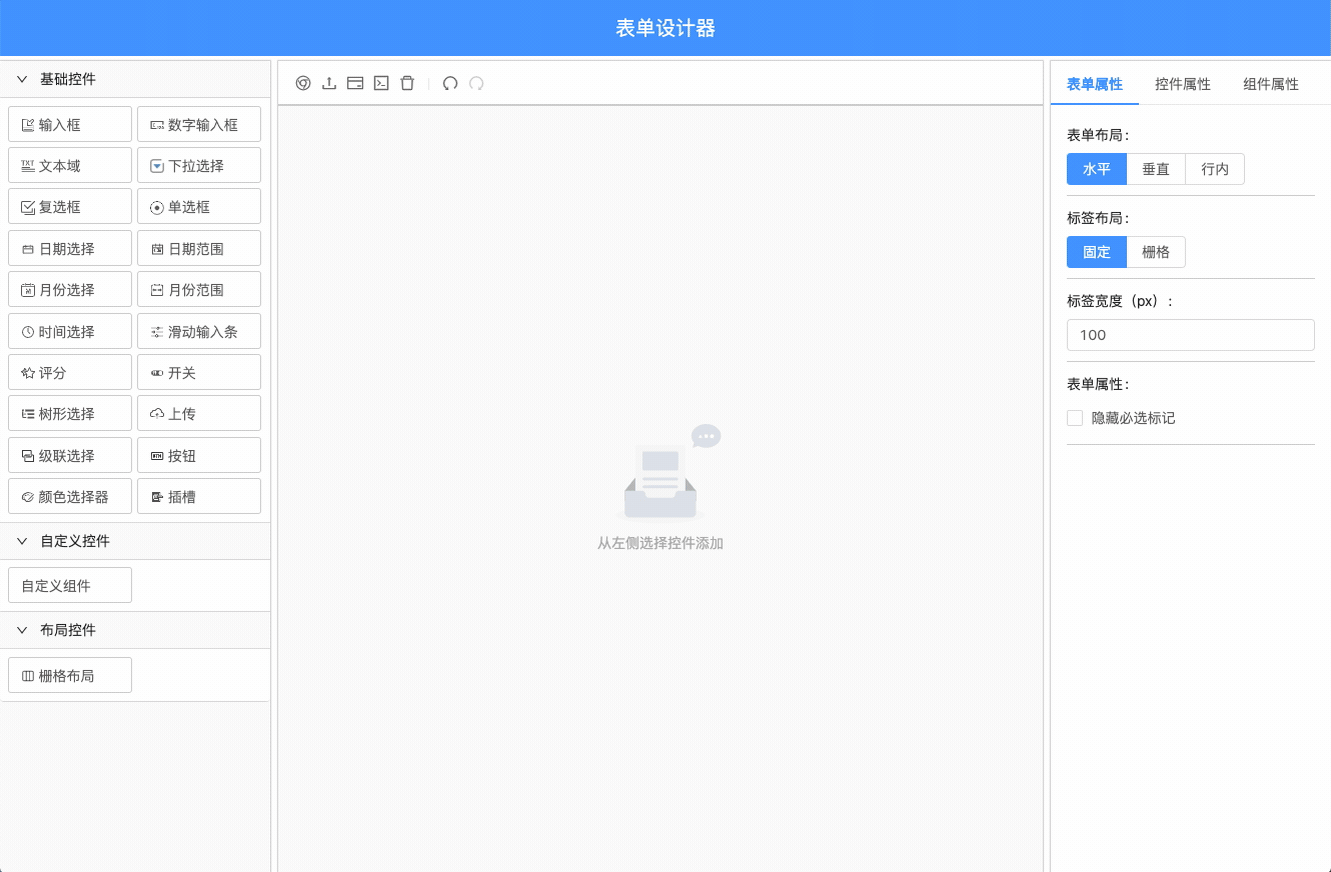 表单设计器
基础控件
输入框
数字输入框
文本域
下拉选择
复选框
单选框
日期选择
日期范围
月份选择
月份范围
时间选择
滑动输入条
评分
开关
树形选择
上传
级联选择
按钮
颜色选择器
插槽
自定义控件
自定义组件
布局控件
栅格布局
从左侧选择控件添加
表单属性 控件属性 组件属性
表单布局:
水平 垂直 行内
标签布局:
固定 栅格
标签宽度（px）:
100
表单属性:
隐藏必选标记